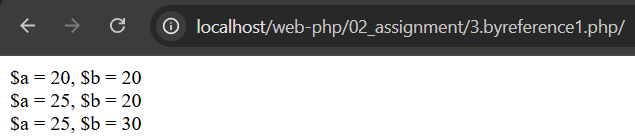 localhost/web-php/02_assignment/3.byreference1.php/
$a = 20, $b = 20
$a = 25, $b = 20
$a = 25, $b = 30